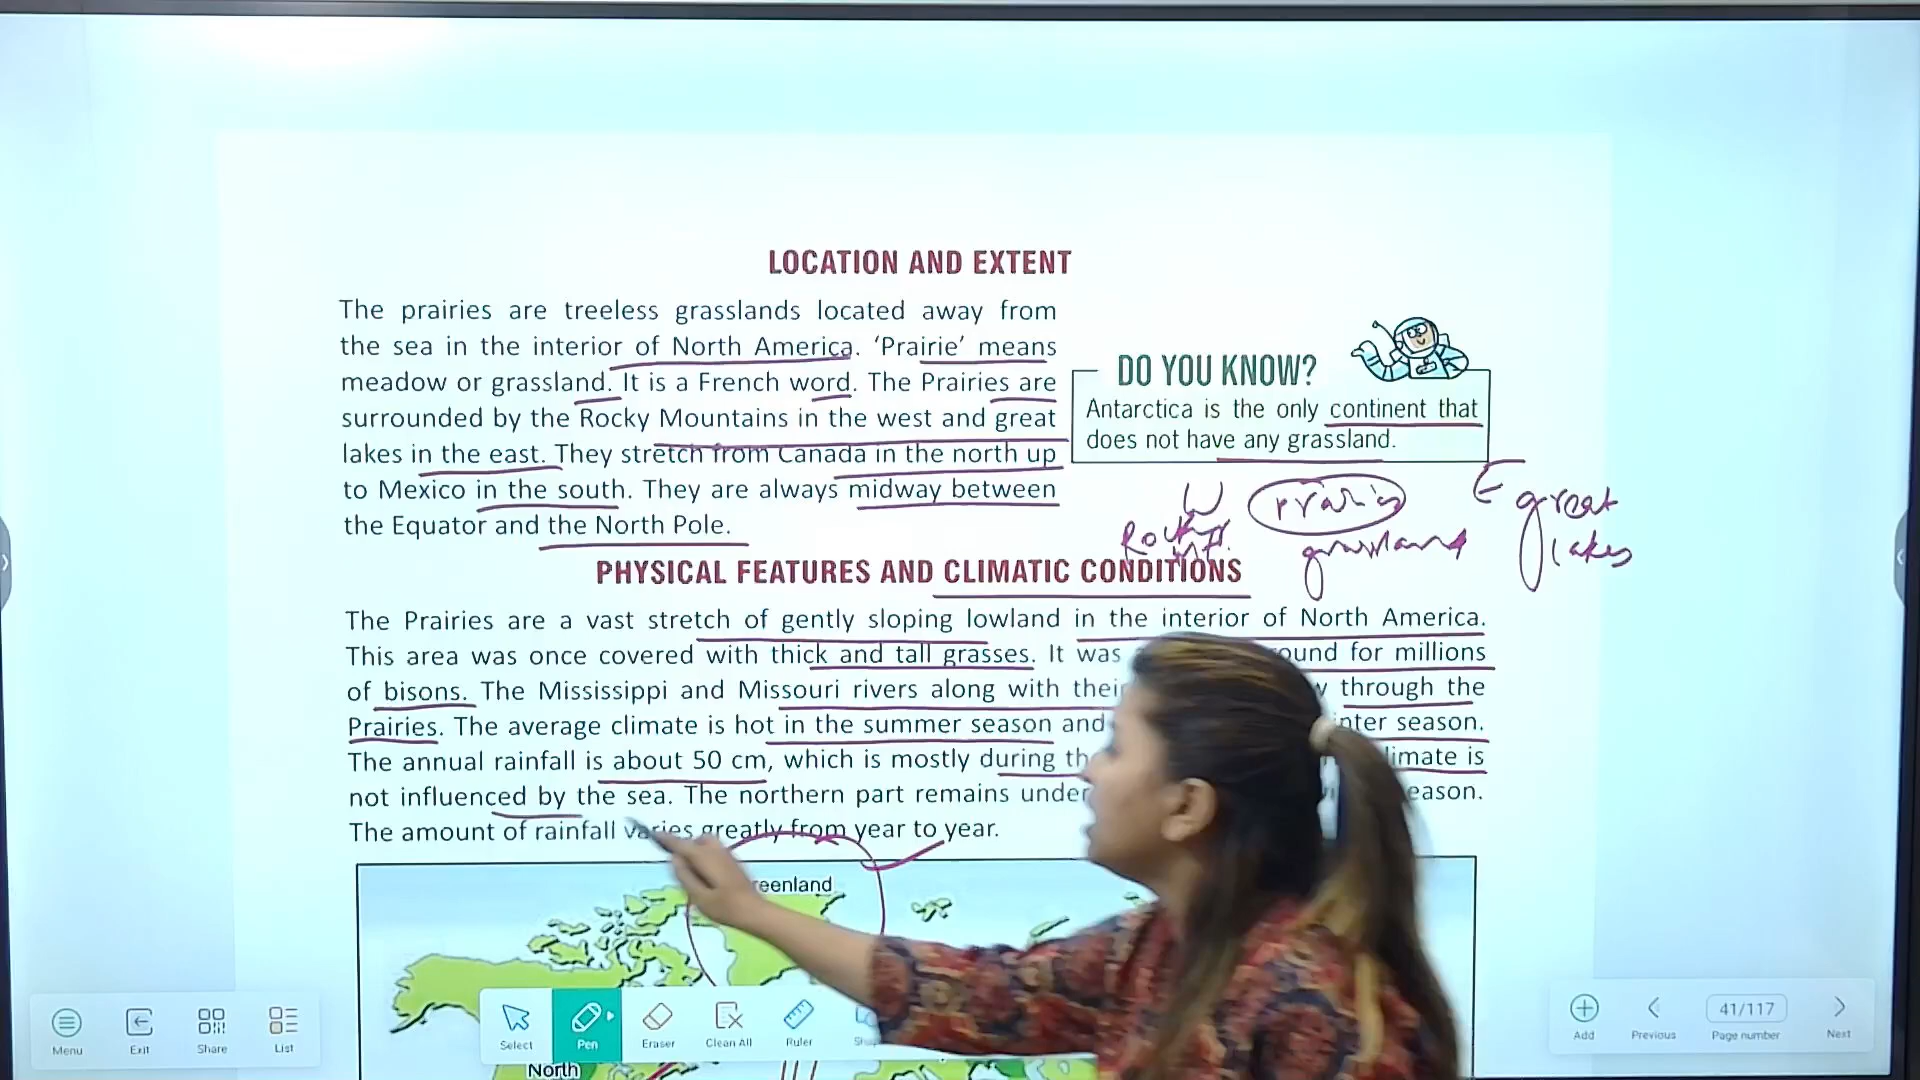 LOCATION AND EXTENT
The prairies are treeless grasslands located away from
the sea in the interior of North America. ‘Prairie’ means
meadow or grassland. It is a French word. The Prairies are
surrounded by the Rocky Mountains in the west and great
lakes in the east. They stretch from Canada in the north up
to Mexico in the south. They are always midway between
the Equator and the North Pole.
DO YOU KNOW?
Antarctica is the only continent that
does not have any grassland.
W
E
great
lakes
grassland
PHYSICAL FEATURES AND CLIMATIC CONDITIONS
The Prairies are a vast stretch of gently sloping lowland in the interior of North America.
This area was once covered with thick and tall grasses. It was for millions
of bisons. The Mississippi and Missouri rivers along with through the
Prairies. The average climate is hot in the summer season and season.
The annual rainfall is about 50 cm, which is mostly during is
not influenced by the sea. The northern part remains under
The amount of rainfall varies greatly from year to year.
North
Menu
Exit
Share
List
Select
Pen
Eraser
Clean All
Ruler
Add
Previous
41/117
Page number
Next